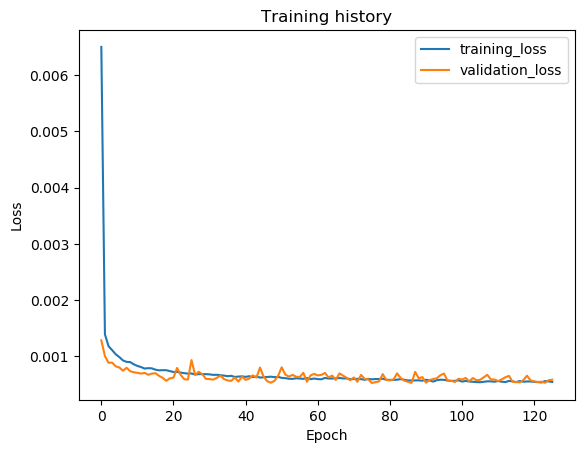 Training history
training_loss
validation_loss
0.006
0.005
0.004
0.003
0.002
0.001
Loss
0 20 40 60 80 100 120
Epoch